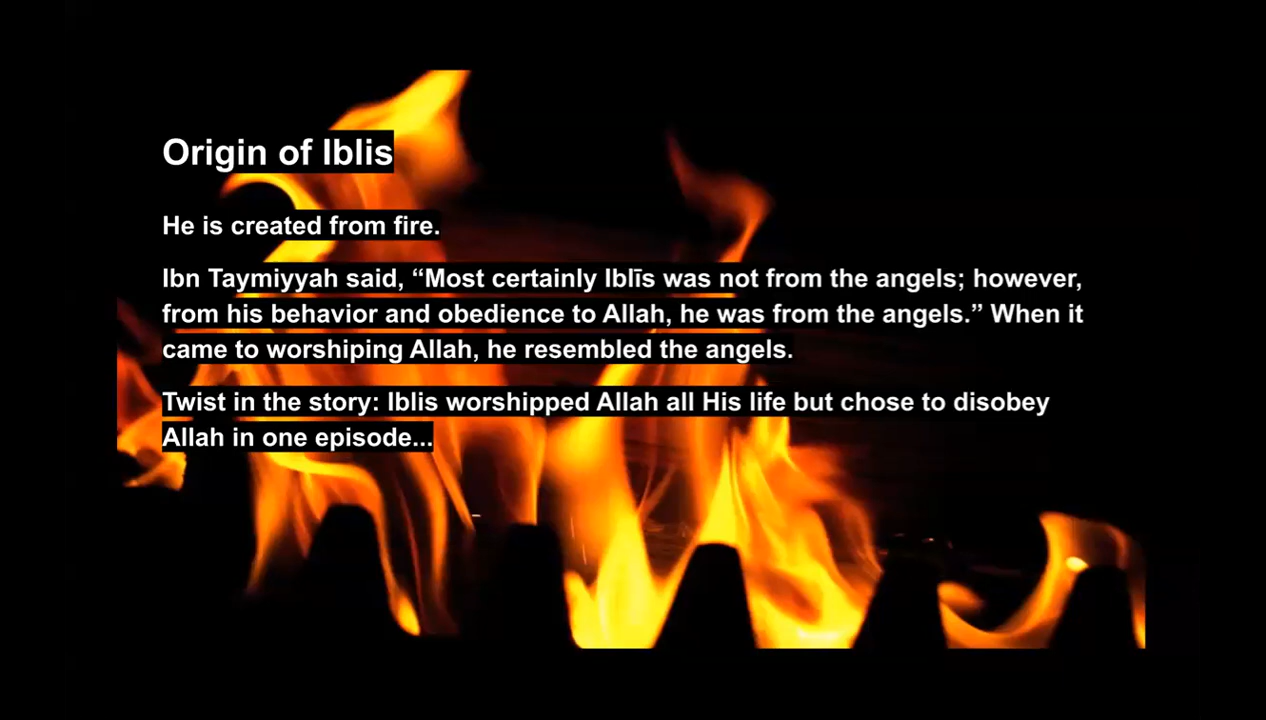 Origin of Iblis
He is created from fire.
Ibn Taymiyyah said, “Most certainly Iblīs was not from the angels; however,
from his behavior and obedience to Allah, he was from the angels.” When it
came to worshiping Allah, he resembled the angels.
Twist in the story: Iblis worshipped Allah all His life but chose to disobey
Allah in one episode...